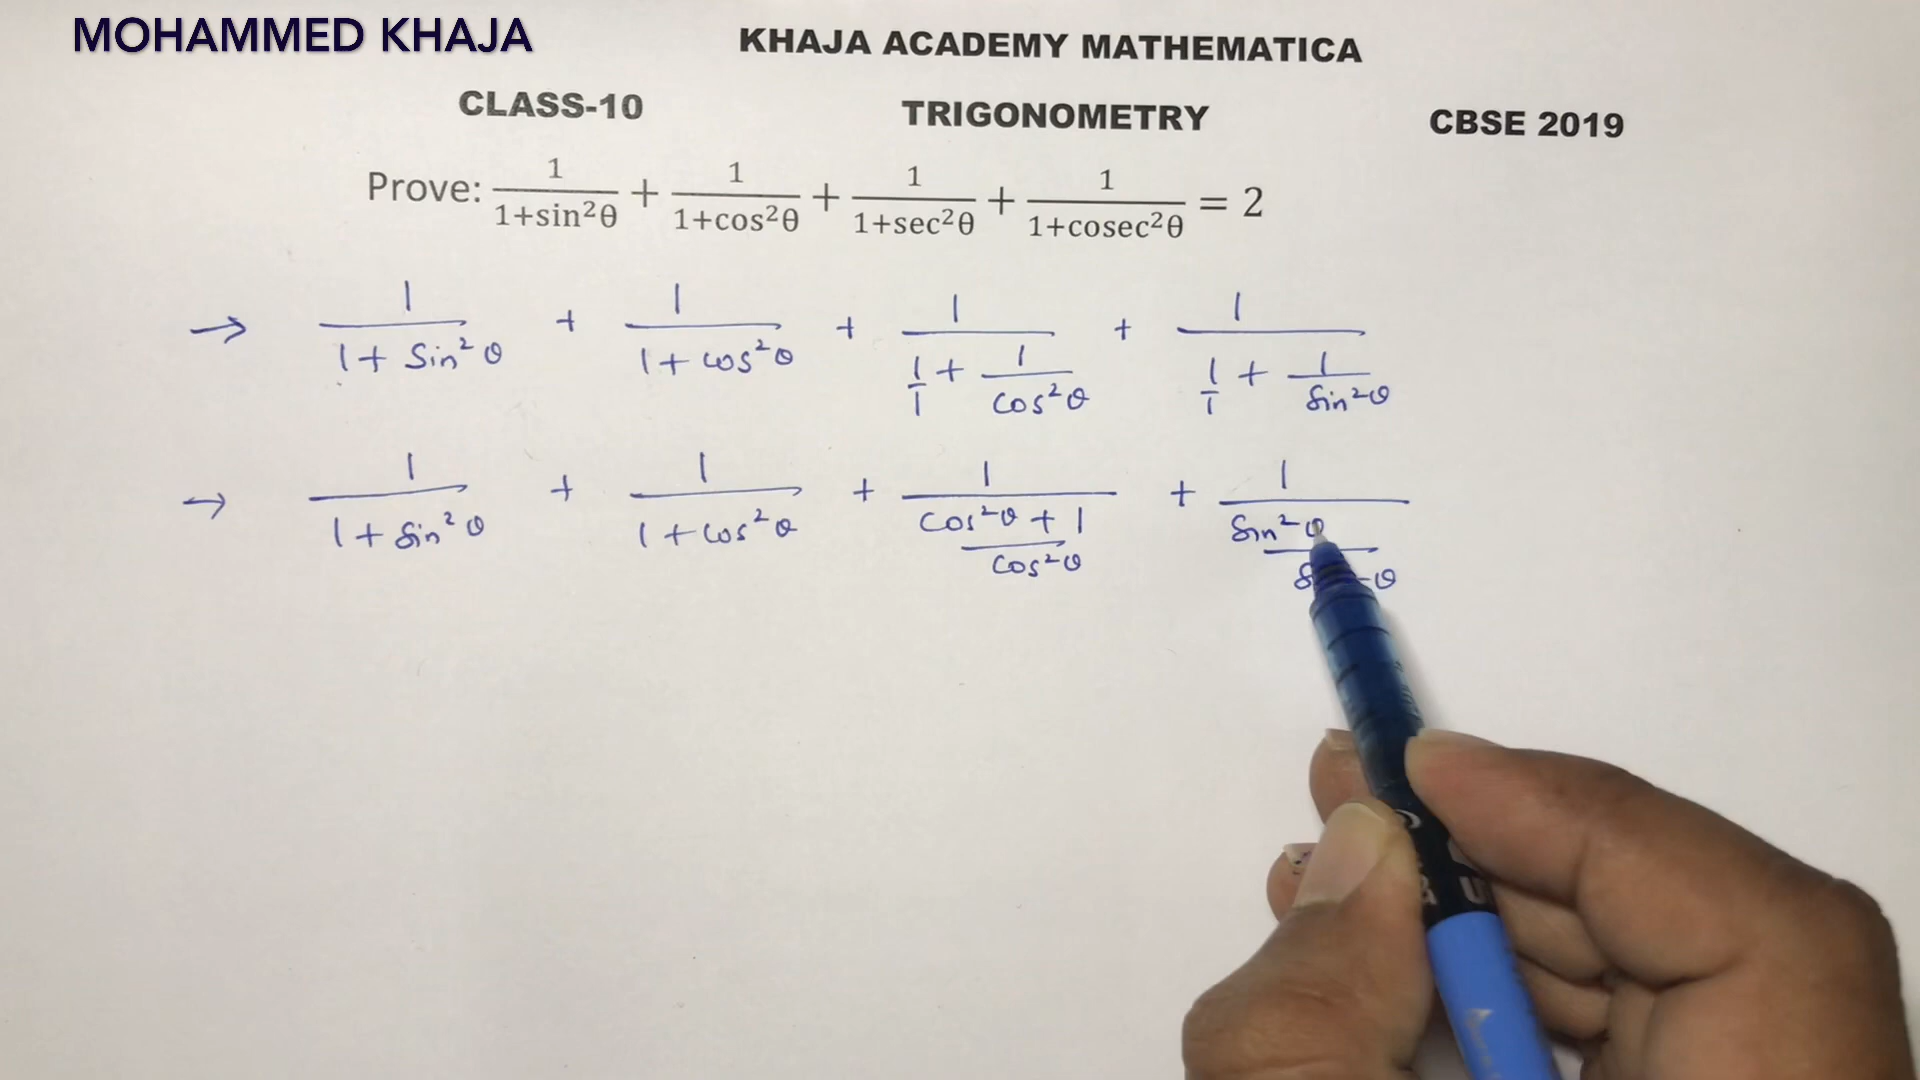 MOHAMMED KHAJA
KHAJA ACADEMY MATHEMATICA
CLASS-10 TRIGONOMETRY CBSE 2019
Prove: 1/(1+sin²θ) + 1/(1+cos²θ) + 1/(1+sec²θ) + 1/(1+cosec²θ) = 2
→ 1/(1 + Sin²θ) + 1/(1 + cos²θ) + 1/(1/1 + 1/cos²θ) + 1/(1/1 + 1/Sin²θ)
→ 1/(1 + Sin²θ) + 1/(1 + cos²θ) + 1/((cos²θ + 1)/cos²θ) + 1/(Sin²θ